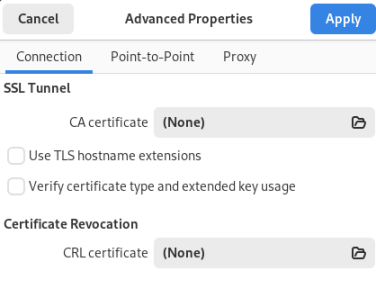 Cancel Advanced Properties Apply
Connection Point-to-Point Proxy
SSL Tunnel
CA certificate (None)
Use TLS hostname extensions
Verify certificate type and extended key usage
Certificate Revocation
CRL certificate (None)